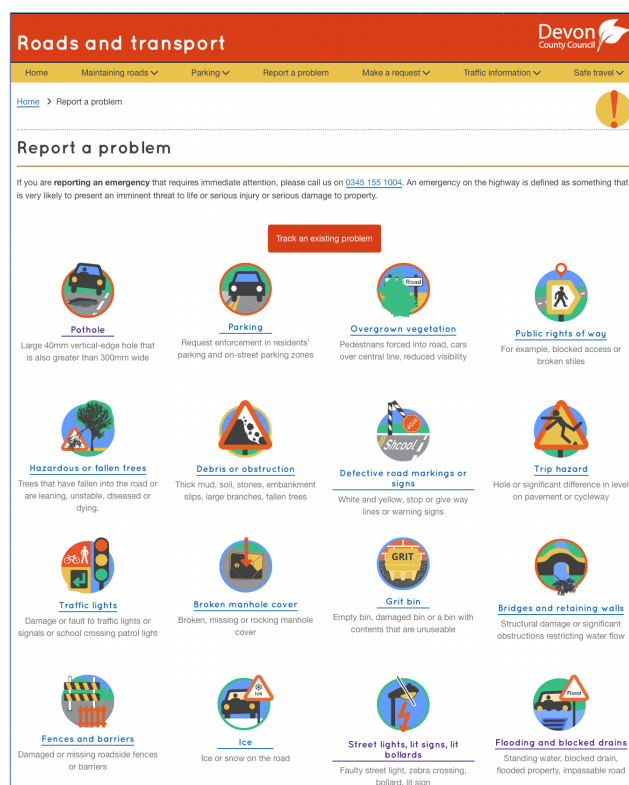 Roads and transport
Devon
County Council
Home Maintaining roads Parking Report a problem Make a request Traffic information Safe travel
Home > Report a problem
Report a problem
If you are reporting an emergency that requires immediate attention, please call us on 0345 155 1004. An emergency on the highway is defined as something that
is very likely to present an imminent threat to life or serious injury or serious damage to property.
Track an existing problem
Road
Pothole
Large 40mm vertical-edge hole that
is also greater than 300mm wide
Parking
Request enforcement in residents'
parking and on-street parking zones
Overgrown vegetation
Pedestrians forced into road, cars
over central line, reduced visibility
Public rights of way
For example, blocked access or
broken stiles
STOP
Shcool
Hazardous or fallen trees
Trees that have fallen into the road or
are leaning, unstable, diseased or
dying.
Debris or obstruction
Thick mud, soil, stones, embankment
slips, large branches, fallen trees
Defective road markings or
signs
White and yellow, stop or give way
lines or warning signs
Trip hazard
Hole or significant difference in level
on pavement or cycleway
GRIT
Traffic lights
Damage or fault to traffic lights or
signals or school crossing patrol light
Broken manhole cover
Broken, missing or rocking manhole
cover
Grit bin
Empty bin, damaged bin or a bin with
contents that are unuseable
Bridges and retaining walls
Structural damage or significant
obstructions restricting water flow
Ice
Flood
Fences and barriers
Damaged or missing roadside fences
or barriers
Ice
Ice or snow on the road
Street lights, lit signs, lit
bollards
Faulty street light, zebra crossing,
bollard, lit sign
Flooding and blocked drains
Standing water, blocked drain,
flooded property, impassable road